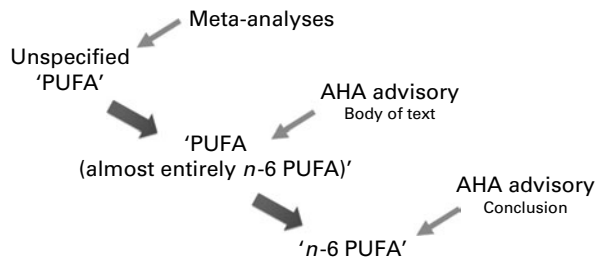 Meta-analyses
Unspecified
‘PUFA’
AHA advisory
Body of text
‘PUFA
(almost entirely n-6 PUFA)’
AHA advisory
Conclusion
‘n-6 PUFA’